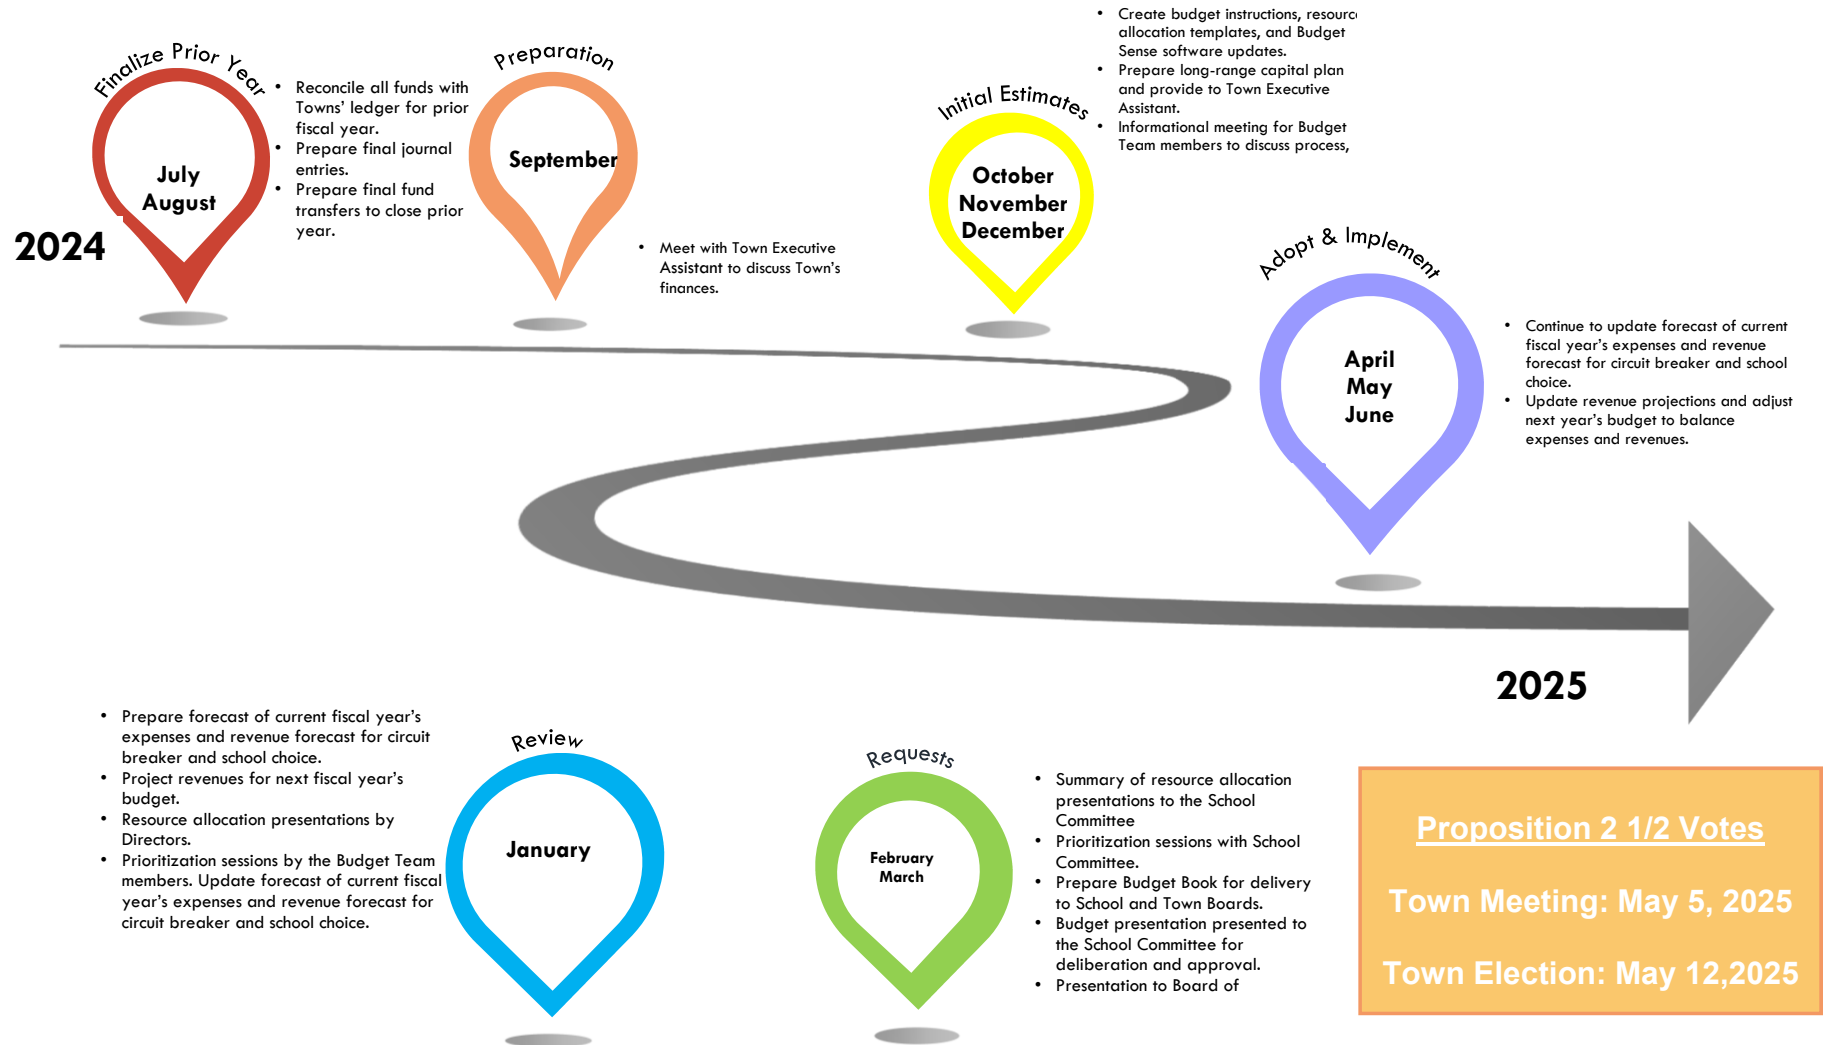 2024
Finalize Prior Year
July
August
• Reconcile all funds with
Towns’ ledger for prior
fiscal year.
• Prepare final journal
entries.
• Prepare final fund
transfers to close prior
year.
Preparation
September
• Meet with Town Executive
Assistant to discuss Town’s
finances.
Initial Estimates
October
November
December
• Create budget instructions, resource
allocation templates, and Budget
Sense software updates.
• Prepare long-range capital plan
and provide to Town Executive
Assistant.
• Informational meeting for Budget
Team members to discuss process,
Adopt & Implement
April
May
June
• Continue to update forecast of current
fiscal year’s expenses and revenue
forecast for circuit breaker and school
choice.
• Update revenue projections and adjust
next year’s budget to balance
expenses and revenues.
2025
• Prepare forecast of current fiscal year’s
expenses and revenue forecast for circuit
breaker and school choice.
• Project revenues for next fiscal year’s
budget.
• Resource allocation presentations by
Directors.
• Prioritization sessions by the Budget Team
members. Update forecast of current fiscal
year’s expenses and revenue forecast for
circuit breaker and school choice.
Review
January
Requests
February
March
• Summary of resource allocation
presentations to the School
Committee
• Prioritization sessions with School
Committee.
• Prepare Budget Book for delivery
to School and Town Boards.
• Budget presentation presented to
the School Committee for
deliberation and approval.
• Presentation to Board of
Proposition 2 1/2 Votes
Town Meeting: May 5, 2025
Town Election: May 12,2025